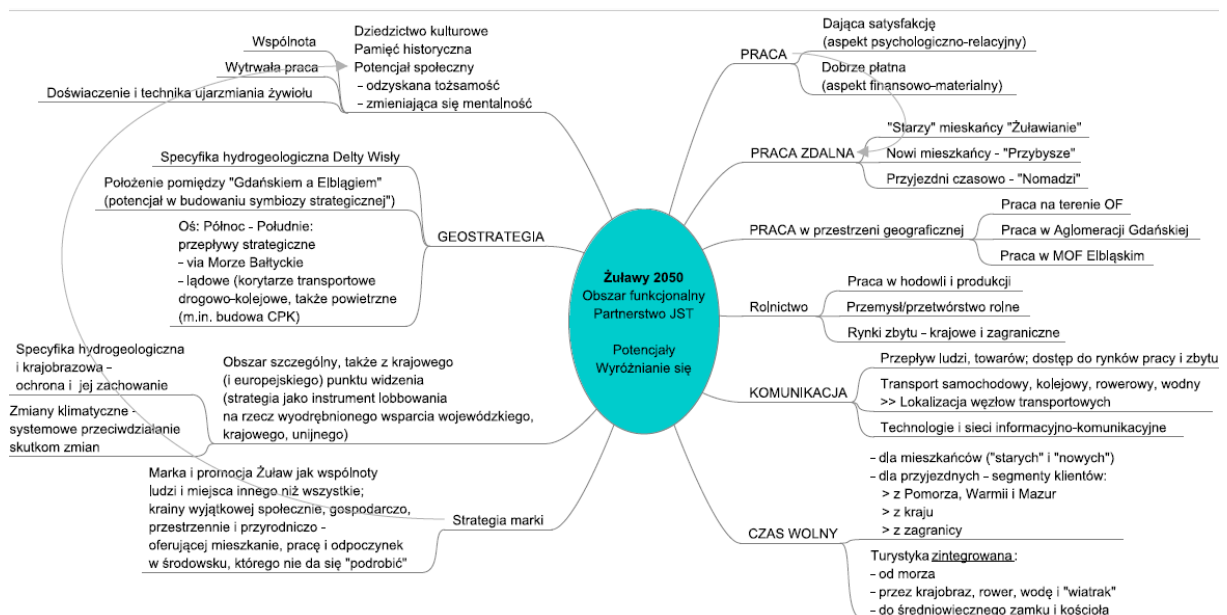 Wspólnota
Wytrwała praca
Doświaczenie i technika ujarzmiania żywiołu
Dziedzictwo kulturowe
Pamięć historyczna
Potencjał społeczny
- odzyskana tożsamość
- zmieniająca się mentalność
Specyfika hydrogeologiczna Delty Wisły
Położenie pomiędzy "Gdańskiem a Elblągiem"
(potencjał w budowaniu symbiozy strategicznej")
Oś: Północ - Południe:
przepływy strategiczne
- via Morze Bałtyckie
- lądowe (korytarze transportowe
drogowo-kolejowe, także powietrzne
(m.in. budowa CPK)
GEOSTRATEGIA
Specyfika hydrogeologiczna
i krajobrazowa -
ochrona i jej zachowanie
Zmiany klimatyczne -
systemowe przeciwdziałanie
skutkom zmian
Obszar szczególny, także z krajowego
(i europejskiego) punktu widzenia
(strategia jako instrument lobbowania
na rzecz wyodrębnionego wsparcia wojewódzkiego,
krajowego, unijnego)
Marka i promocja Żuław jak wspólnoty
ludzi i miejsca innego niż wszystkie;
krainy wyjątkowej społecznie, gospodarczo,
przestrzennie i przyrodniczo -
oferującej mieszkanie, pracę i odpoczynek
w środowsku, którego nie da się "podrobić"
Strategia marki
Żuławy 2050
Obszar funkcjonalny
Partnerstwo JST
Potencjały
Wyróżnianie się
PRACA
Dająca satysfakcję
(aspekt psychologiczno-relacyjny)
Dobrze płatna
(aspekt finansowo-materialny)
PRACA ZDALNA
"Starzy" mieskańcy "Żuławianie"
Nowi mieszkańcy - "Przybysze"
Przyjezdni czasowo - "Nomadzi"
PRACA w przestrzeni geograficznej
Praca na terenie OF
Praca w Aglomeracji Gdańskiej
Praca w MOF Elbląskim
Rolnictwo
Praca w hodowli i produkcji
Przemysł/przetwórstwo rolne
Rynki zbytu - krajowe i zagraniczne
KOMUNIKACJA
Przepływ ludzi, towarów; dostęp do rynków pracy i zbytu
Transport samochodowy, kolejowy, rowerowy, wodny
>> Lokalizacja węzłow transportowych
Technologie i sieci informacyjno-komunikacyjne
CZAS WOLNY
- dla mieszkańców ("starych" i "nowych")
- dla przyjezdnych - segmenty klientów:
> z Pomorza, Warmii i Mazur
> z kraju
> z zagranicy
Turystyka zintegrowana:
- od morza
- przez krajobraz, rower, wodę i "wiatrak"
- do średniowiecznego zamku i kościoła